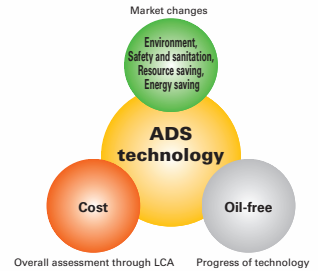 Market changes
Environment,
Safety and sanitation,
Resource saving,
Energy saving
ADS
technology
Cost
Oil-free
Overall assessment through LCA
Progress of technology